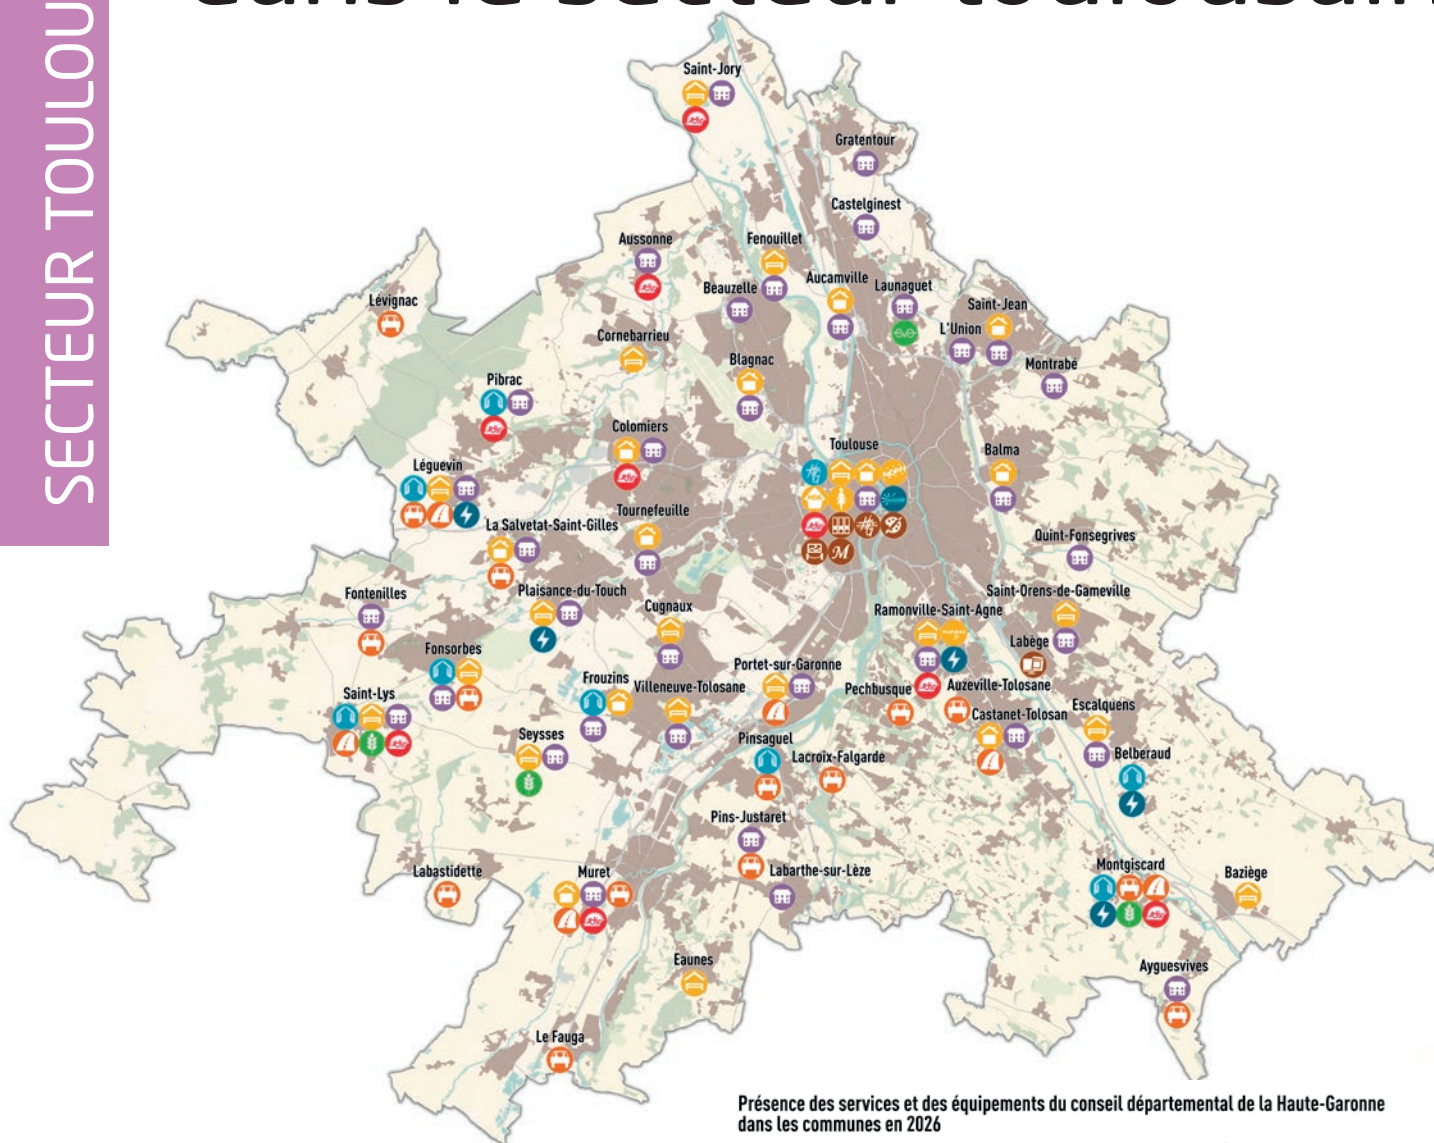 dans le secteur toulousain
SECTEUR TOULOU
Saint-Jory
Gratentour
Castelginest
Aussonne
Fenouillet
Aucamville
Launaguet
Beauzelle
Saint-Jean
L'Union
Lévignac
Cornebarrieu
Blagnac
Montrabé
Pibrac
Colomiers
Toulouse
Balma
Léguevin
La Salvetat-Saint-Gilles
Tournefeuille
Quint-Fonsegrives
Fontenilles
Plaisance-du-Touch
Cugnaux
Ramonville-Saint-Agne
Saint-Orens-de-Gameville
Labège
Fonsorbes
Portet-sur-Garonne
Frouzins
Villeneuve-Tolosane
Pechbusque
Auzeville-Tolosane
Saint-Lys
Castanet-Tolosan
Escalquens
Seysses
Pinsaguel
Lacroix-Falgarde
Belberaud
Pins-Justaret
Labastidette
Muret
Labarthe-sur-Lèze
Montgiscard
Baziège
Eaunes
Ayguesvives
Le Fauga
Présence des services et des équipements du conseil départemental de la Haute-Garonne
dans les communes en 2026